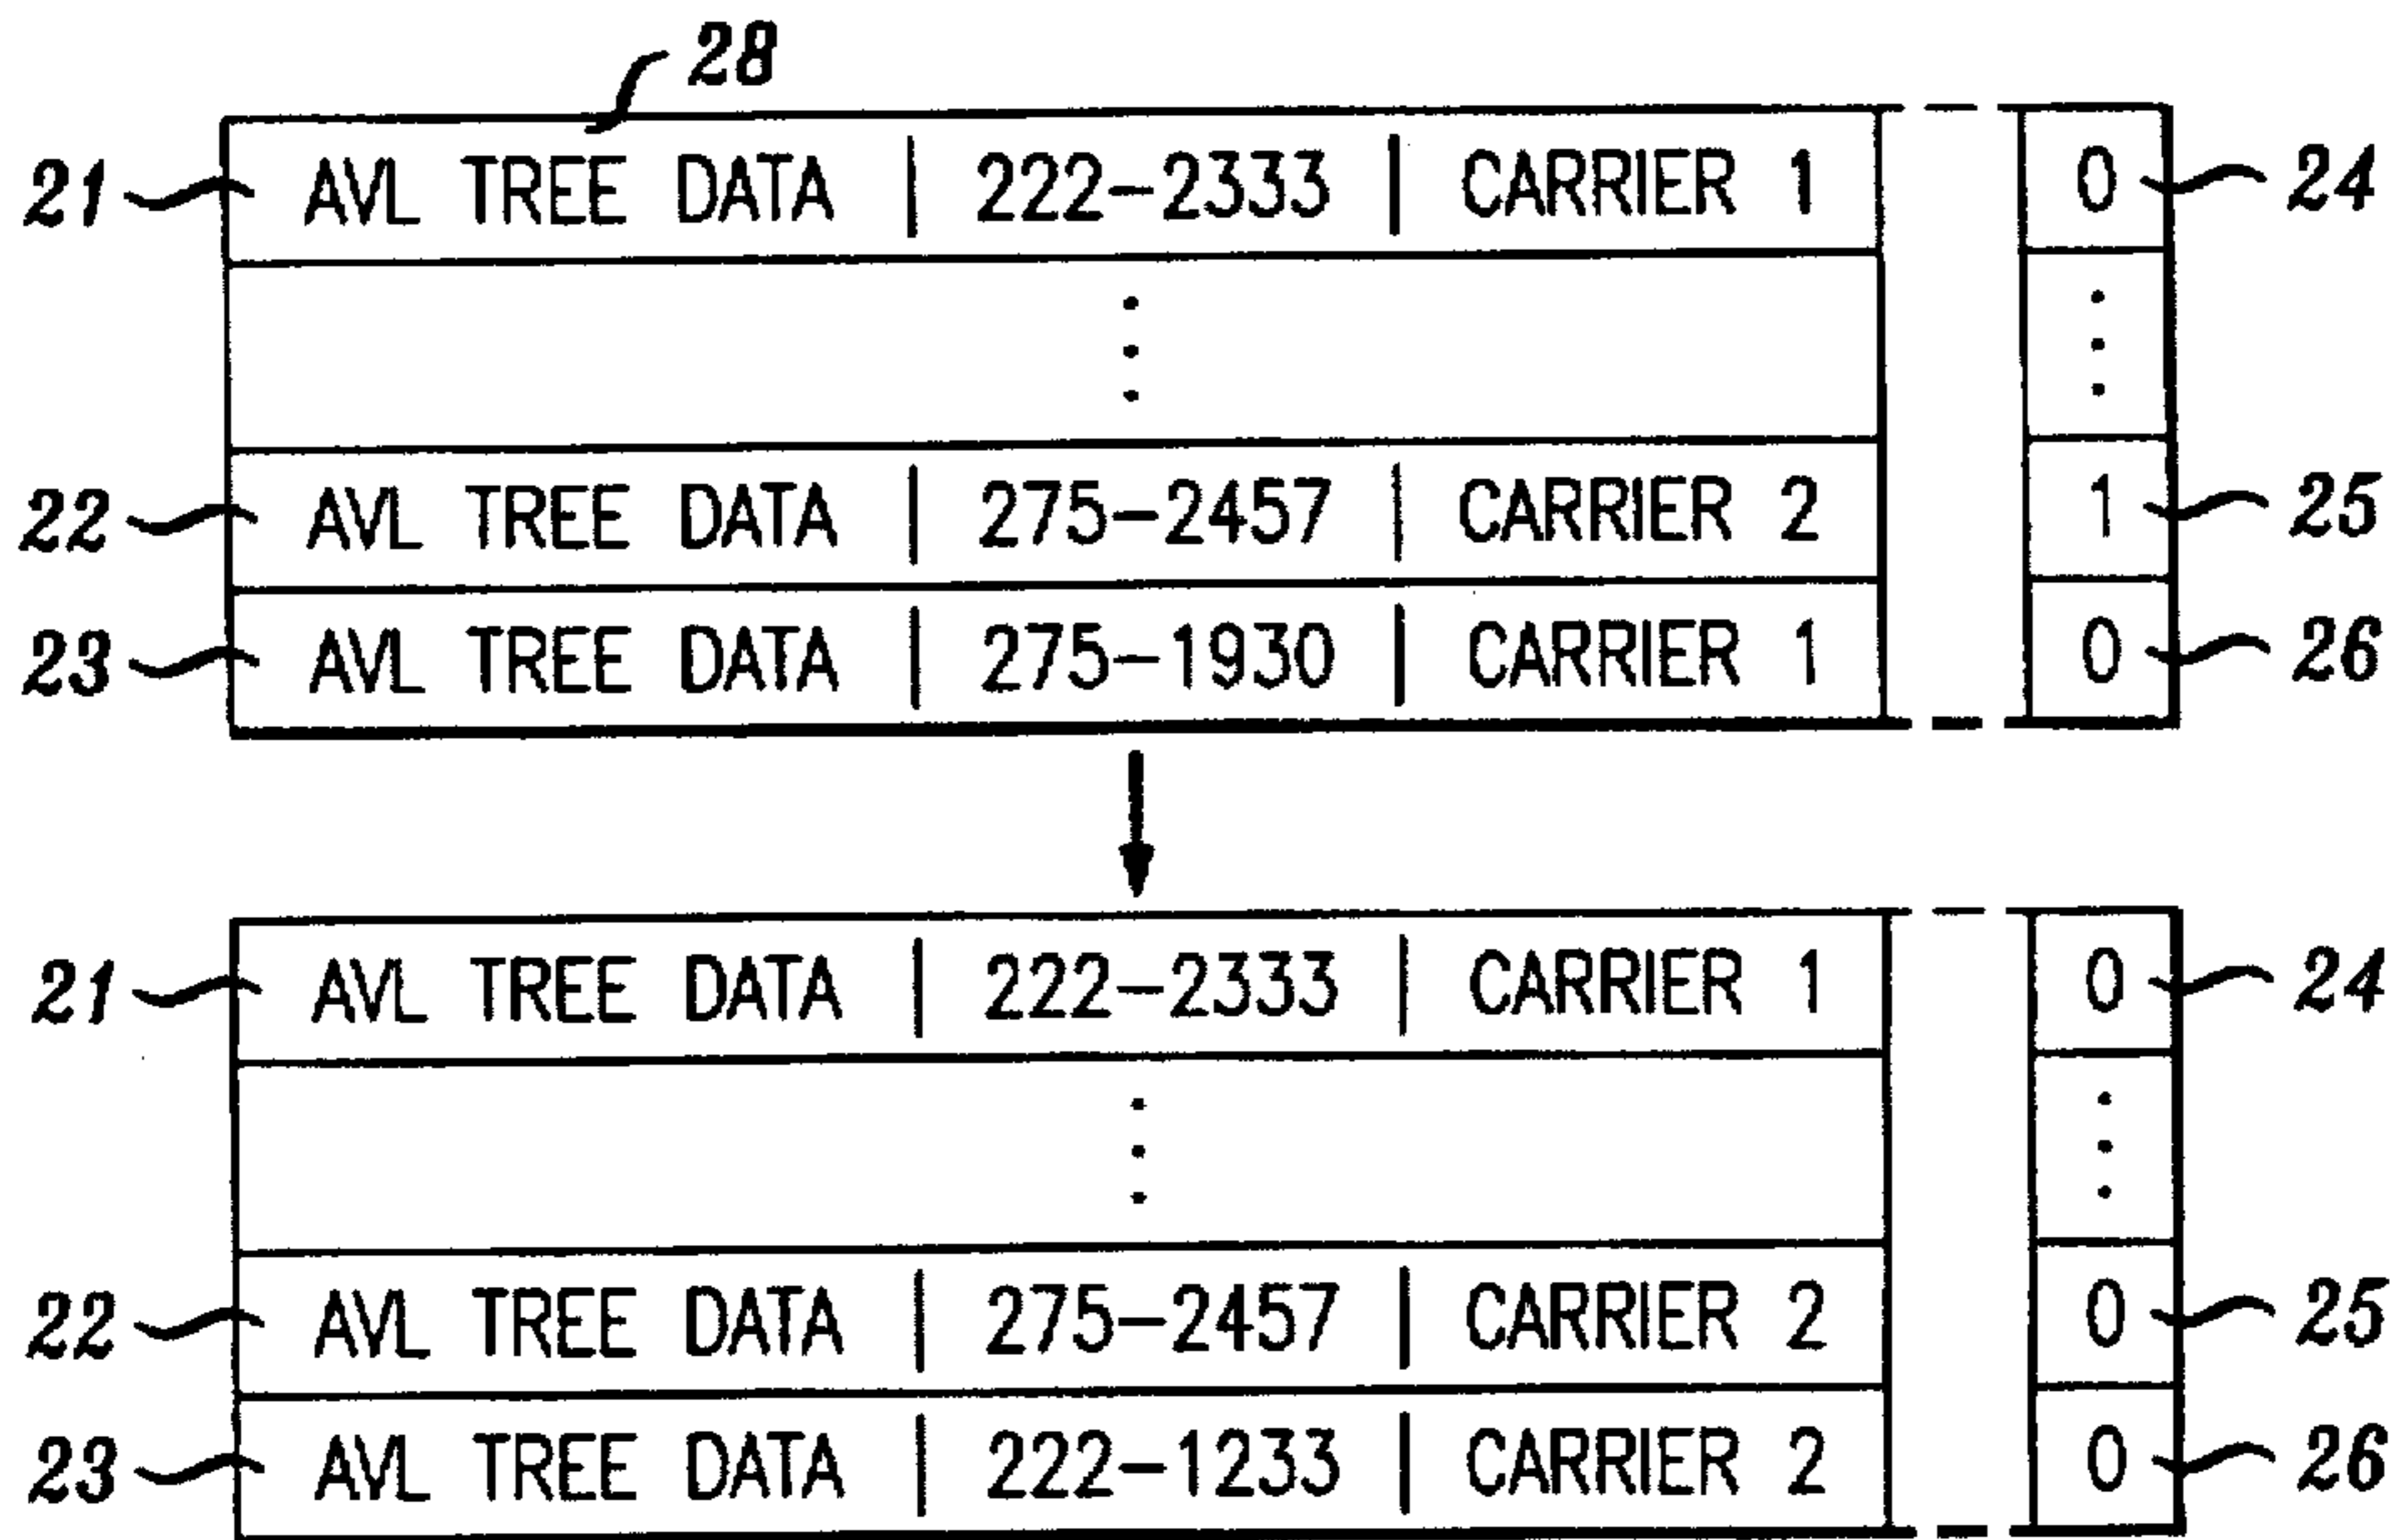 28
21 AVL TREE DATA | 222-2333 | CARRIER 1 0 24
22 AVL TREE DATA | 275-2457 | CARRIER 2 1 25
23 AVL TREE DATA | 275-1930 | CARRIER 1 0 26
21 AVL TREE DATA | 222-2333 | CARRIER 1 0 24
22 AVL TREE DATA | 275-2457 | CARRIER 2 0 25
23 AVL TREE DATA | 222-1233 | CARRIER 2 0 26